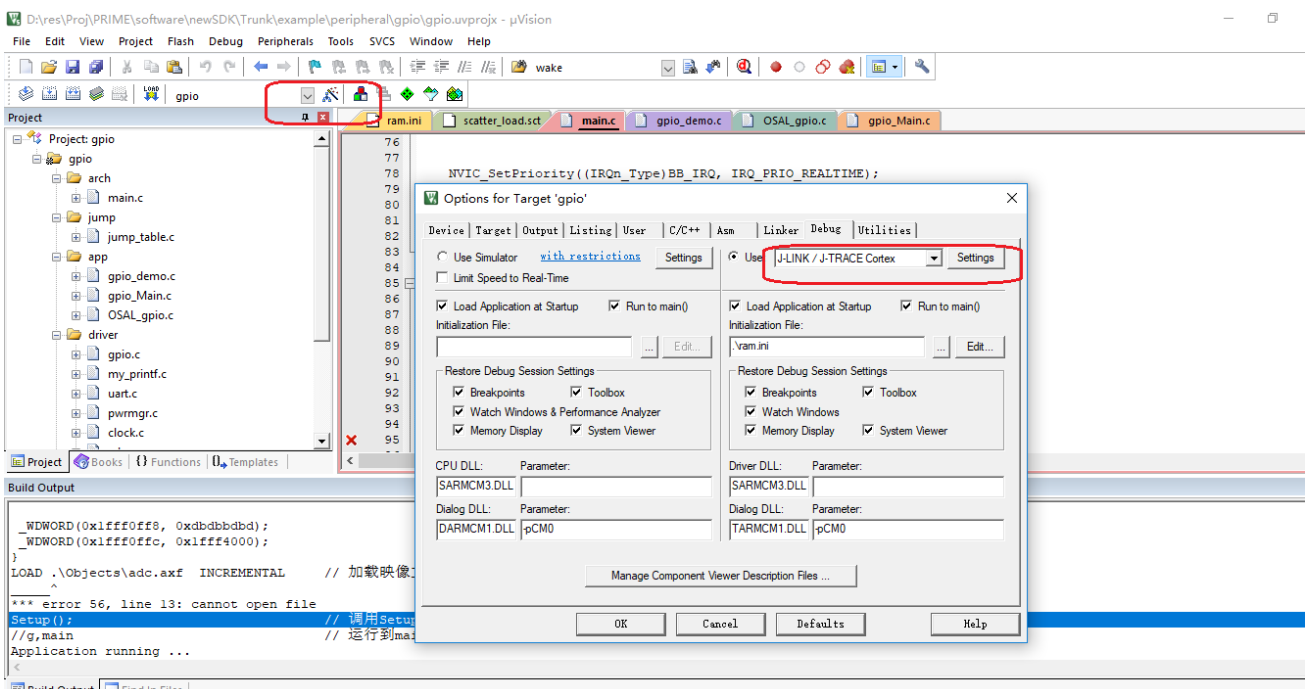 D:\res\Proj\PRIME\software\newSDK\Trunk\example\peripheral\gpio\gpio.uvprojx - µVision
File Edit View Project Flash Debug Peripherals Tools SVCS Window Help
wake
LOAD gpio
Project
ram.ini scatter_load.sct main.c gpio_demo.c OSAL_gpio.c gpio_Main.c
Project: gpio
gpio
arch
main.c
jump
jump_table.c
app
gpio_demo.c
gpio_Main.c
OSAL_gpio.c
driver
gpio.c
my_printf.c
uart.c
pwrmgr.c
clock.c
Project Books {} Functions Templates
76
77
78 NVIC_SetPriority((IRQn_Type)BB_IRQ, IRQ_PRIO_REALTIME);
79
80
81
82
83
84
85
86
87
88
89
90
91
92
93
94
95
Options for Target 'gpio'
Device Target Output Listing User C/C++ Asm Linker Debug Utilities
Use Simulator with restrictions Settings
Limit Speed to Real-Time
Use J-LINK / J-TRACE Cortex Settings
Load Application at Startup Run to main()
Initialization File:
... Edit...
Load Application at Startup Run to main()
Initialization File:
.\ram.ini ... Edit...
Restore Debug Session Settings
Breakpoints Toolbox
Watch Windows & Performance Analyzer
Memory Display System Viewer
Restore Debug Session Settings
Breakpoints Toolbox
Watch Windows
Memory Display System Viewer
CPU DLL: Parameter:
SARMCM3.DLL
Dialog DLL: Parameter:
DARMCM1.DLL -pCM0
Driver DLL: Parameter:
SARMCM3.DLL
Dialog DLL: Parameter:
TARMCM1.DLL -pCM0
Manage Component Viewer Description Files ...
OK Cancel Defaults Help
Build Output
_WDWORD(0x1fff0ff8, 0xdbdbbdbd);
_WDWORD(0x1fff0ffc, 0x1fff4000);
}
LOAD .\Objects\adc.axf INCREMENTAL // 加载映像
_____^
*** error 56, line 13: cannot open file
Setup(); // 调用Setup
//g,main // 运行到mai
Application running ...
Build Output Find In Files